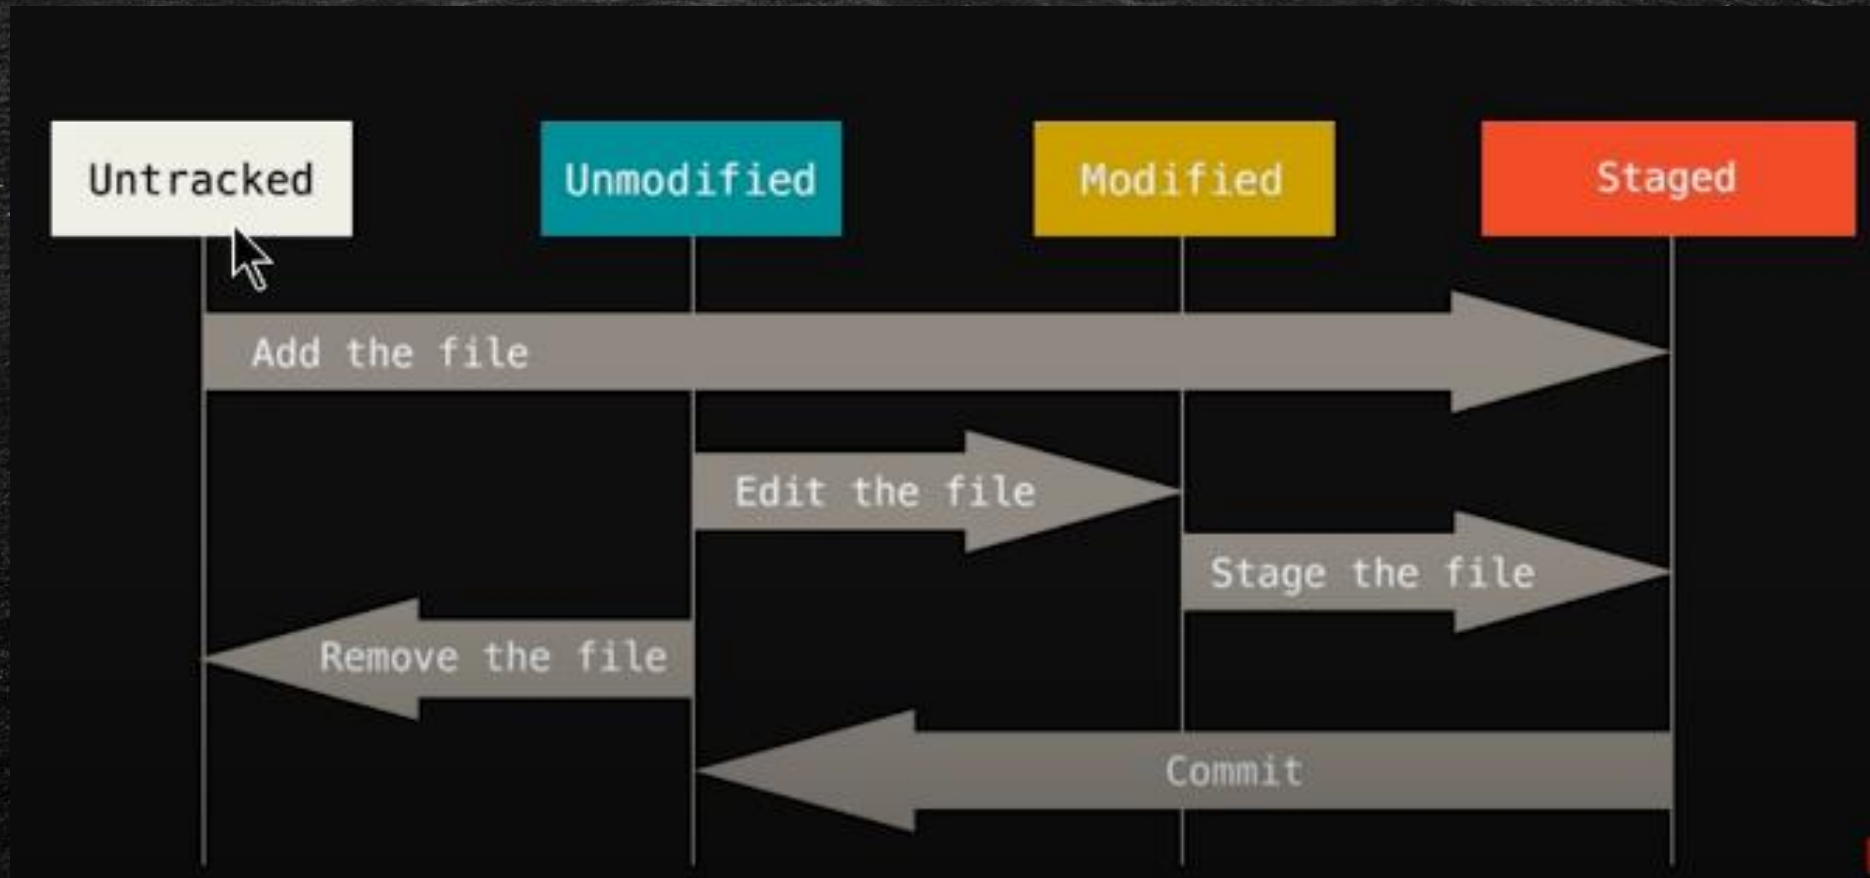 Untracked
Unmodified
Modified
Staged
Add the file
Edit the file
Stage the file
Remove the file
Commit